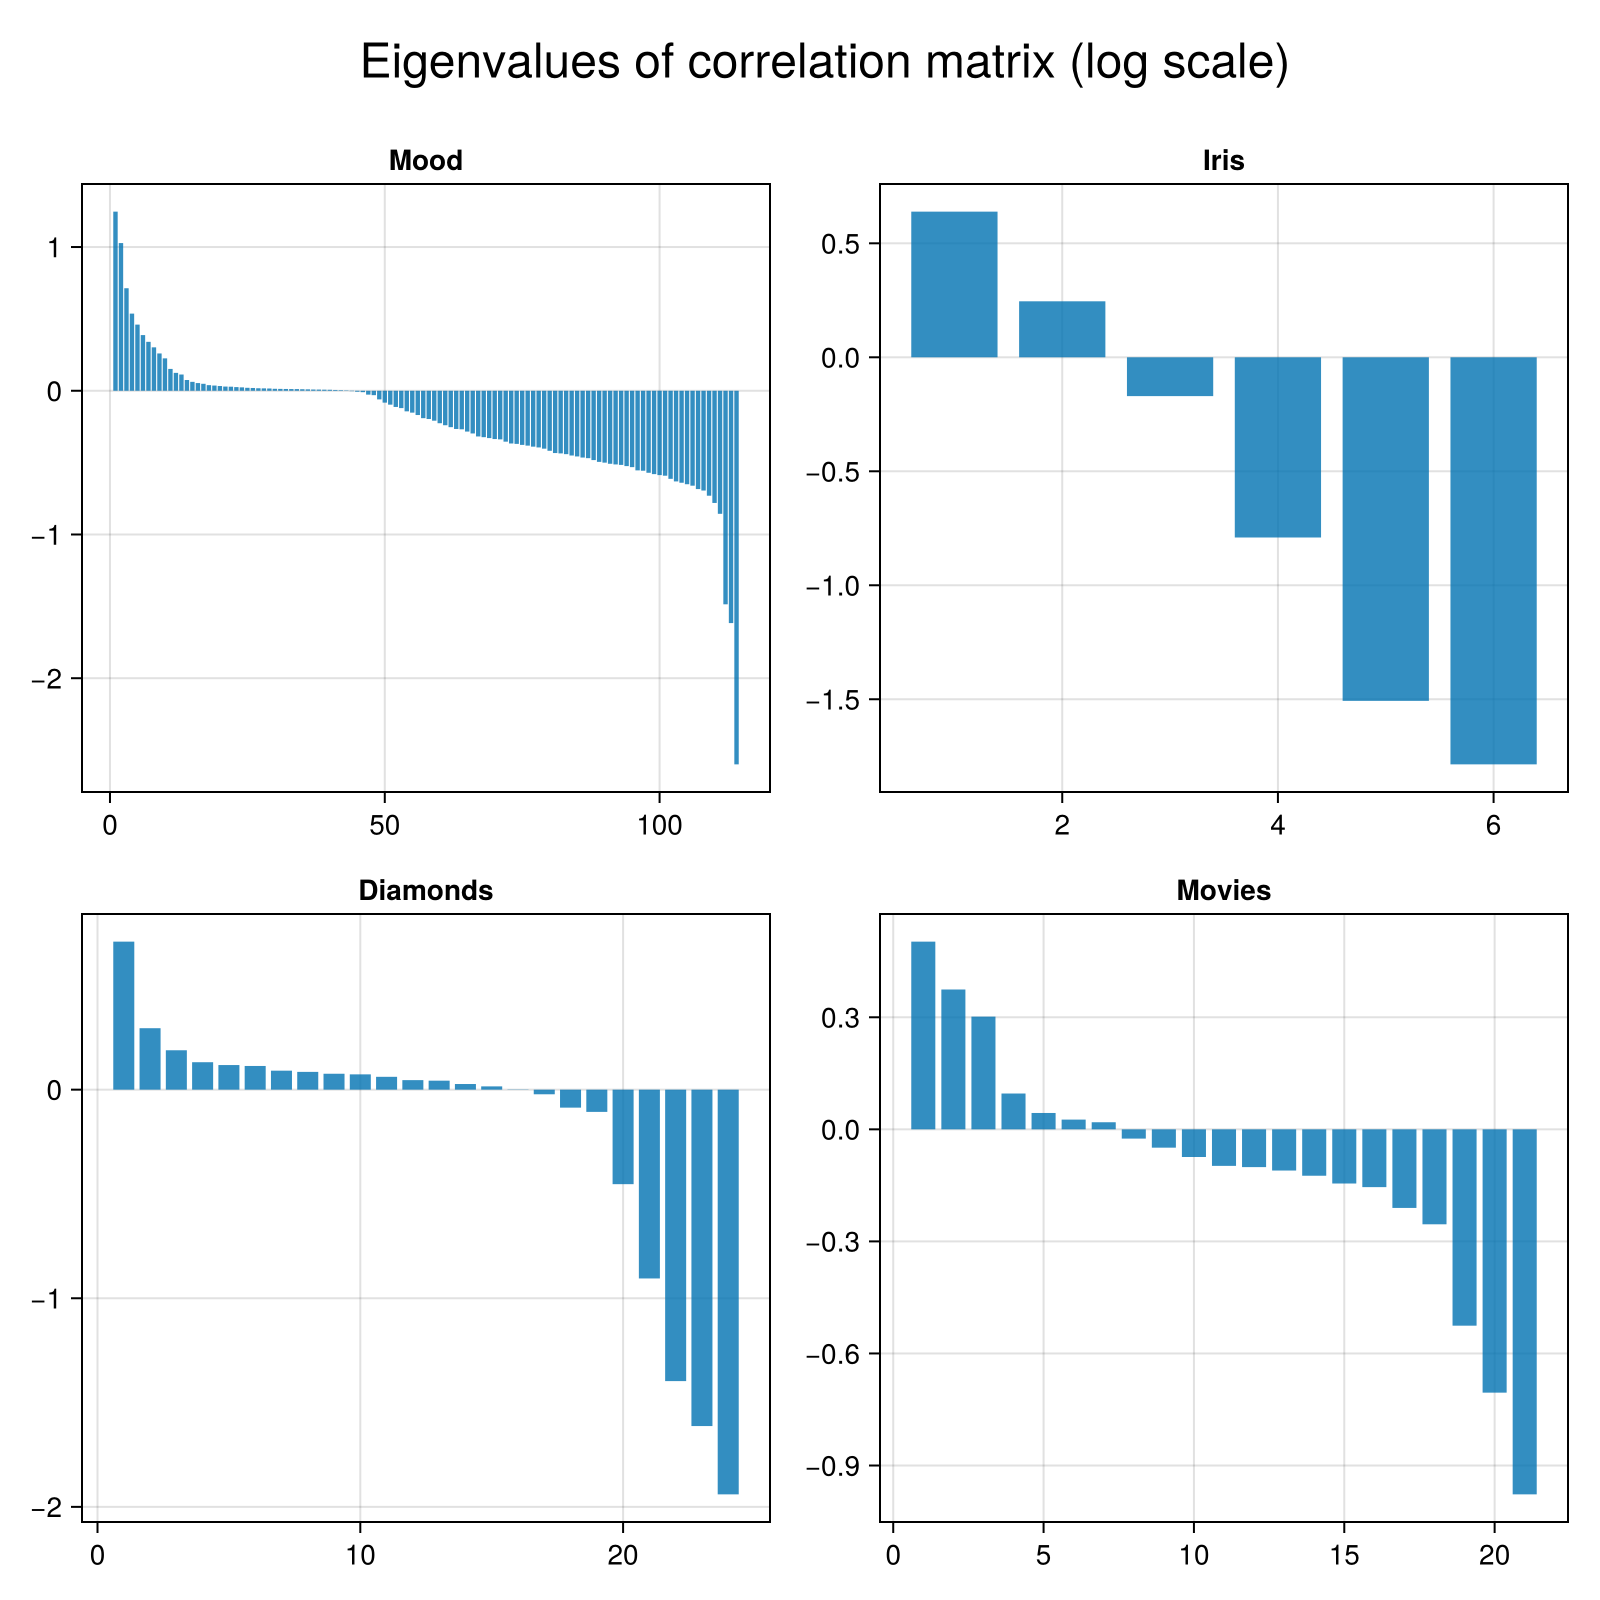 Eigenvalues of correlation matrix (log scale)
Mood
Iris
1
0
−1
−2
0 50 100
0.5
0.0
−0.5
−1.0
−1.5
2 4 6
Diamonds
Movies
0
−1
−2
0 10 20
0.3
0.0
−0.3
−0.6
−0.9
0 5 10 15 20